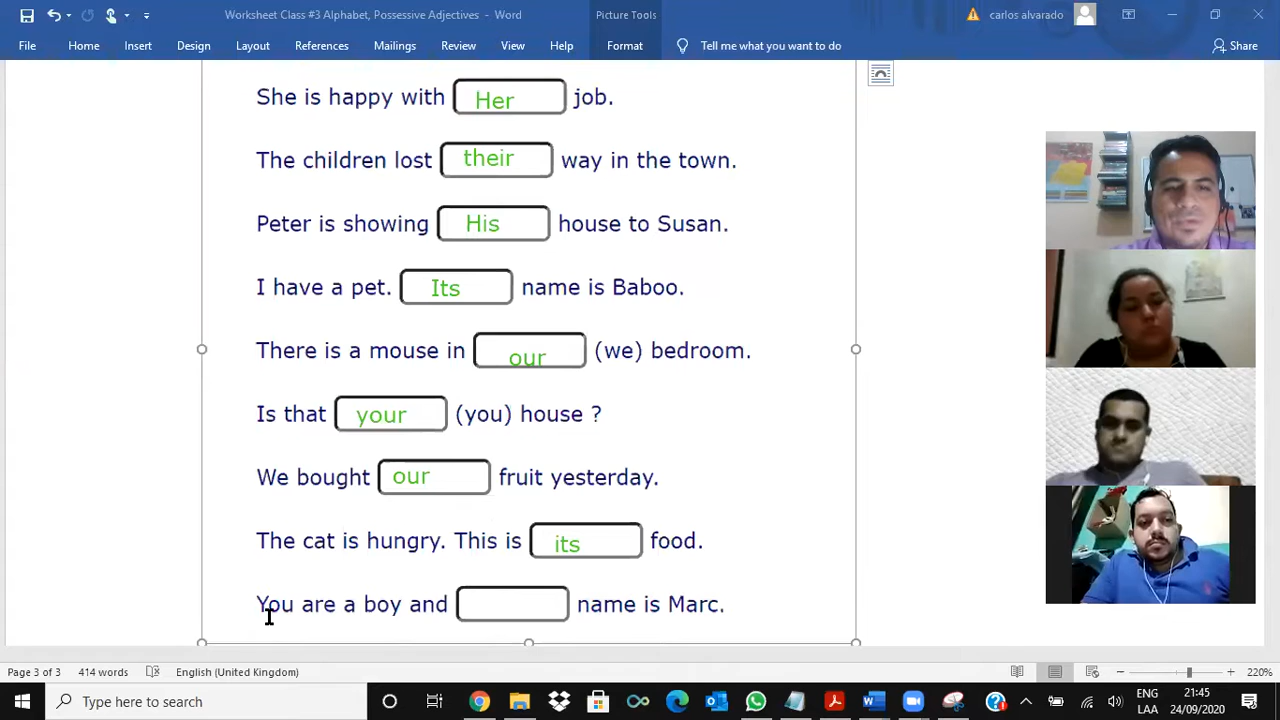 Worksheet Class #3 Alphabet, Possessive Adjectives - Word
Picture Tools
carlos alvarado
File Home Insert Design Layout References Mailings Review View Help Format Tell me what you want to do Share
She is happy with Her job.
The children lost their way in the town.
Peter is showing His house to Susan.
I have a pet. Its name is Baboo.
There is a mouse in our (we) bedroom.
Is that your (you) house ?
We bought our fruit yesterday.
The cat is hungry. This is its food.
You are a boy and name is Marc.
Page 3 of 3 414 words English (United Kingdom) 220%
Type here to search
ENG 21:45
LAA 24/09/2020